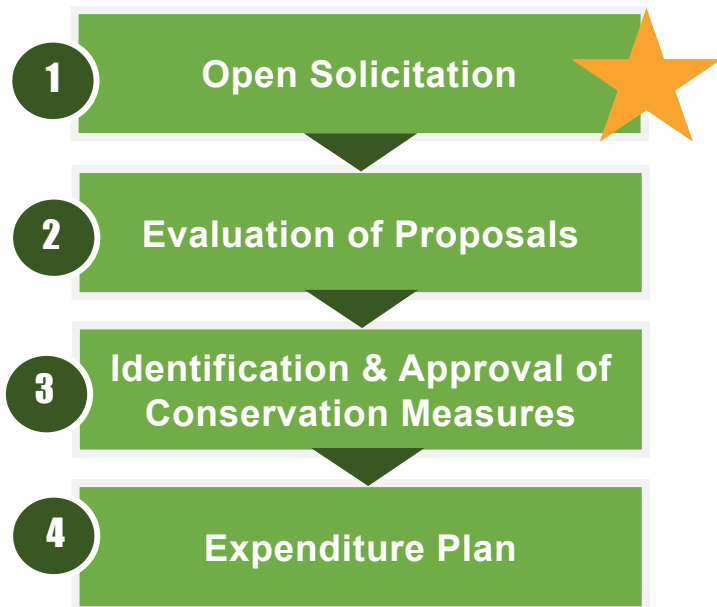 1
Open Solicitation
2
Evaluation of Proposals
3
Identification & Approval of
Conservation Measures
4
Expenditure Plan